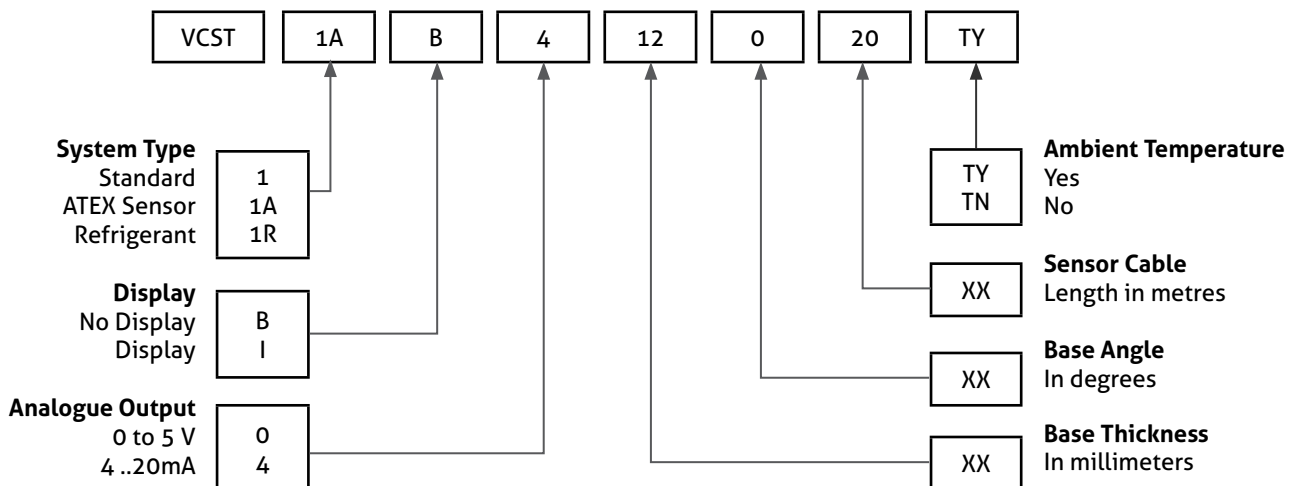 VCST 1A B 4 12 0 20 TY
System Type
Standard 1
ATEX Sensor 1A
Refrigerant 1R
Display
No Display B
Display I
Analogue Output
0 to 5 V 0
4 ..20mA 4
TY
TN
Ambient Temperature
Yes
No
XX
Sensor Cable
Length in metres
XX
Base Angle
In degrees
XX
Base Thickness
In millimeters